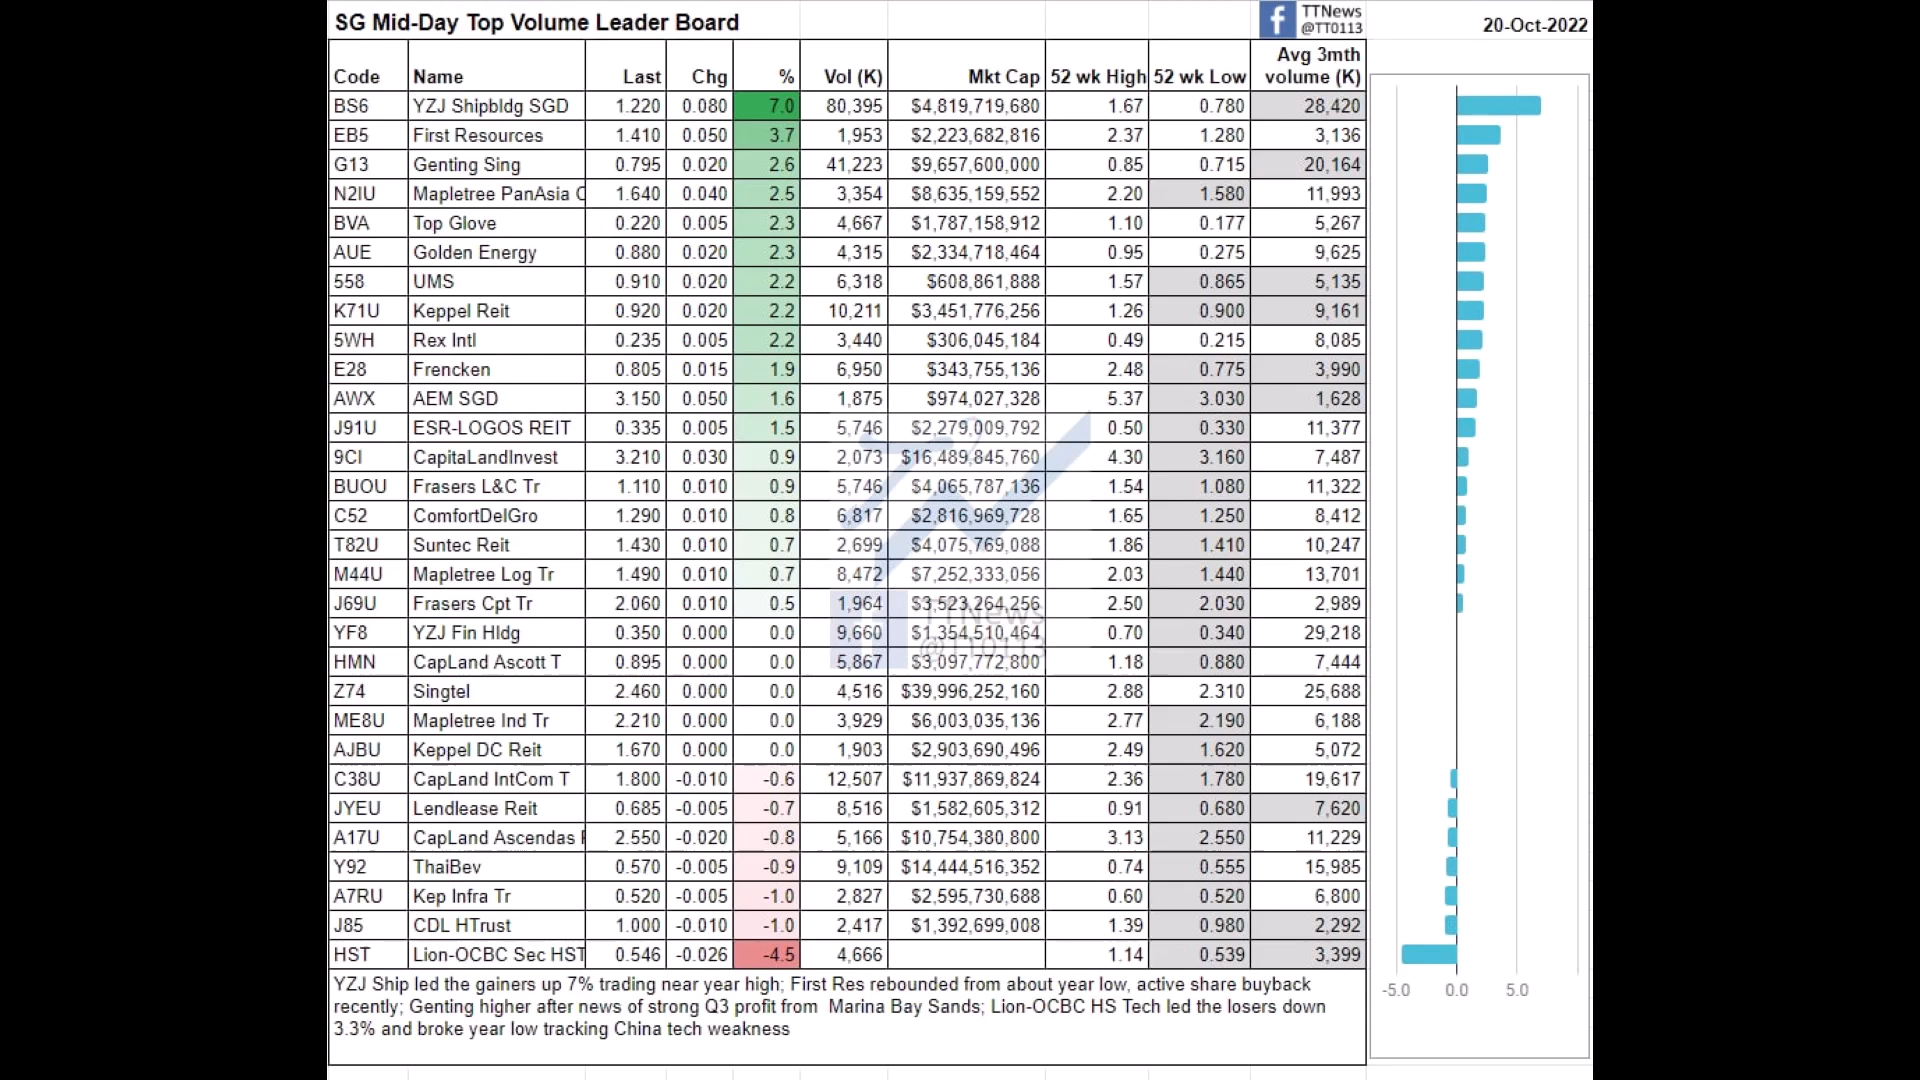 SG Mid-Day Top Volume Leader Board
TTNews
@TT0113
20-Oct-2022
Code Name Last Chg % Vol (K) Mkt Cap 52 wk High 52 wk Low Avg 3mth volume (K)
BS6 YZJ Shipbldg SGD 1.220 0.080 7.0 80,395 $4,819,719,680 1.67 0.780 28,420
EB5 First Resources 1.410 0.050 3.7 1,953 $2,223,682,816 2.37 1.280 3,136
G13 Genting Sing 0.795 0.020 2.6 41,223 $9,657,600,000 0.85 0.715 20,164
N2IU Mapletree PanAsia C 1.640 0.040 2.5 3,354 $8,635,159,552 2.20 1.580 11,993
BVA Top Glove 0.220 0.005 2.3 4,667 $1,787,158,912 1.10 0.177 5,267
AUE Golden Energy 0.880 0.020 2.3 4,315 $2,334,718,464 0.95 0.275 9,625
558 UMS 0.910 0.020 2.2 6,318 $608,861,888 1.57 0.865 5,135
K71U Keppel Reit 0.920 0.020 2.2 10,211 $3,451,776,256 1.26 0.900 9,161
5WH Rex Intl 0.235 0.005 2.2 3,440 $306,045,184 0.49 0.215 8,085
E28 Frencken 0.805 0.015 1.9 6,950 $343,755,136 2.48 0.775 3,990
AWX AEM SGD 3.150 0.050 1.6 1,875 $974,027,328 5.37 3.030 1,628
J91U ESR-LOGOS REIT 0.335 0.005 1.5 5,746 $2,279,009,792 0.50 0.330 11,377
9CI CapitaLandInvest 3.210 0.030 0.9 2,073 $16,489,845,760 4.30 3.160 7,487
BUOU Frasers L&C Tr 1.110 0.010 0.9 5,746 $4,065,787,136 1.54 1.080 11,322
C52 ComfortDelGro 1.290 0.010 0.8 6,817 $2,816,969,728 1.65 1.250 8,412
T82U Suntec Reit 1.430 0.010 0.7 2,699 $4,075,769,088 1.86 1.410 10,247
M44U Mapletree Log Tr 1.490 0.010 0.7 8,472 $7,252,333,056 2.03 1.440 13,701
J69U Frasers Cpt Tr 2.060 0.010 0.5 1,964 $3,523,264,256 2.50 2.030 2,989
YF8 YZJ Fin Hldg 0.350 0.000 0.0 9,660 $1,354,510,464 0.70 0.340 29,218
HMN CapLand Ascott T 0.895 0.000 0.0 5,867 $3,097,772,800 1.18 0.880 7,444
Z74 Singtel 2.460 0.000 0.0 4,516 $39,996,252,160 2.88 2.310 25,688
ME8U Mapletree Ind Tr 2.210 0.000 0.0 3,929 $6,003,035,136 2.77 2.190 6,188
AJBU Keppel DC Reit 1.670 0.000 0.0 1,903 $2,903,690,496 2.49 1.620 5,072
C38U CapLand IntCom T 1.800 -0.010 -0.6 12,507 $11,937,869,824 2.36 1.780 19,617
JYEU Lendlease Reit 0.685 -0.005 -0.7 8,516 $1,582,605,312 0.91 0.680 7,620
A17U CapLand Ascendas 2.550 -0.020 -0.8 5,166 $10,754,380,800 3.13 2.550 11,229
Y92 ThaiBev 0.570 -0.005 -0.9 9,109 $14,444,516,352 0.74 0.555 15,985
A7RU Kep Infra Tr 0.520 -0.005 -1.0 2,827 $2,595,730,688 0.60 0.520 6,800
J85 CDL HTrust 1.000 -0.010 -1.0 2,417 $1,392,699,008 1.39 0.980 2,292
HST Lion-OCBC Sec HST 0.546 -0.026 -4.5 4,666 1.14 0.539 3,399
TTNews
@TT0113
YZJ Ship led the gainers up 7% trading near year high; First Res rebounded from about year low, active share buyback
recently; Genting higher after news of strong Q3 profit from Marina Bay Sands; Lion-OCBC HS Tech led the losers down
3.3% and broke year low tracking China tech weakness
-5.0 0.0 5.0